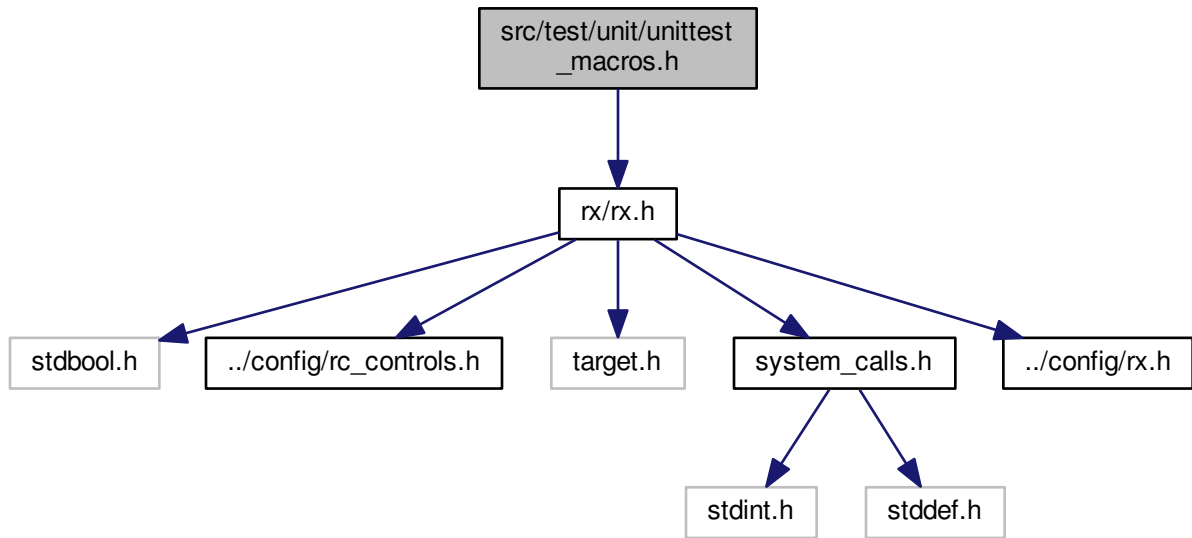 src/test/unit/unittest
_macros.h
rx/rx.h
stdbool.h
../config/rc_controls.h
target.h
system_calls.h
../config/rx.h
stdint.h
stddef.h